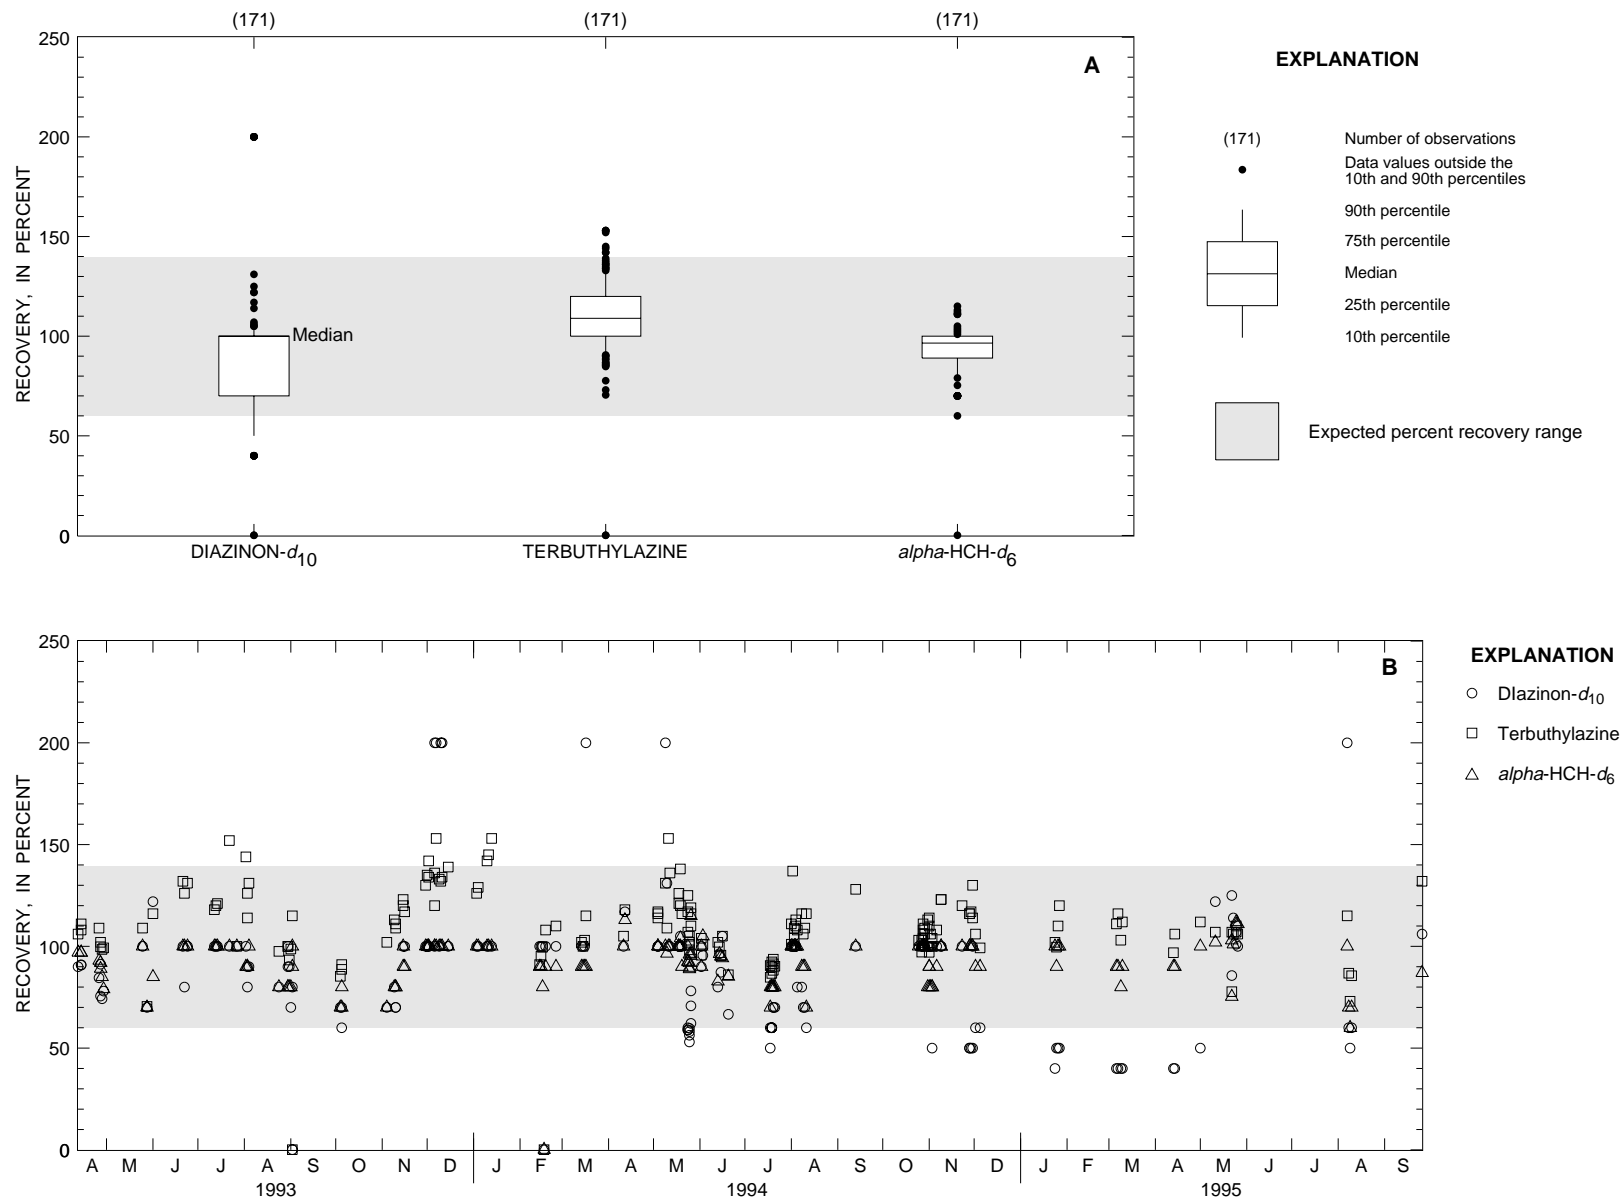 (171) (171) (171)
250
200
150
100
50
0
RECOVERY, IN PERCENT
A
Median
DIAZINON-d10 TERBUTHYLAZINE alpha-HCH-d6
EXPLANATION
(171) Number of observations
Data values outside the
10th and 90th percentiles
90th percentile
75th percentile
Median
25th percentile
10th percentile
Expected percent recovery range
250
200
150
100
50
0
RECOVERY, IN PERCENT
B
A M J J A S O N D J F M A M J J A S O N D J F M A M J J A S
1993 1994 1995
EXPLANATION
DIazinon-d10
Terbuthylazine
alpha-HCH-d6